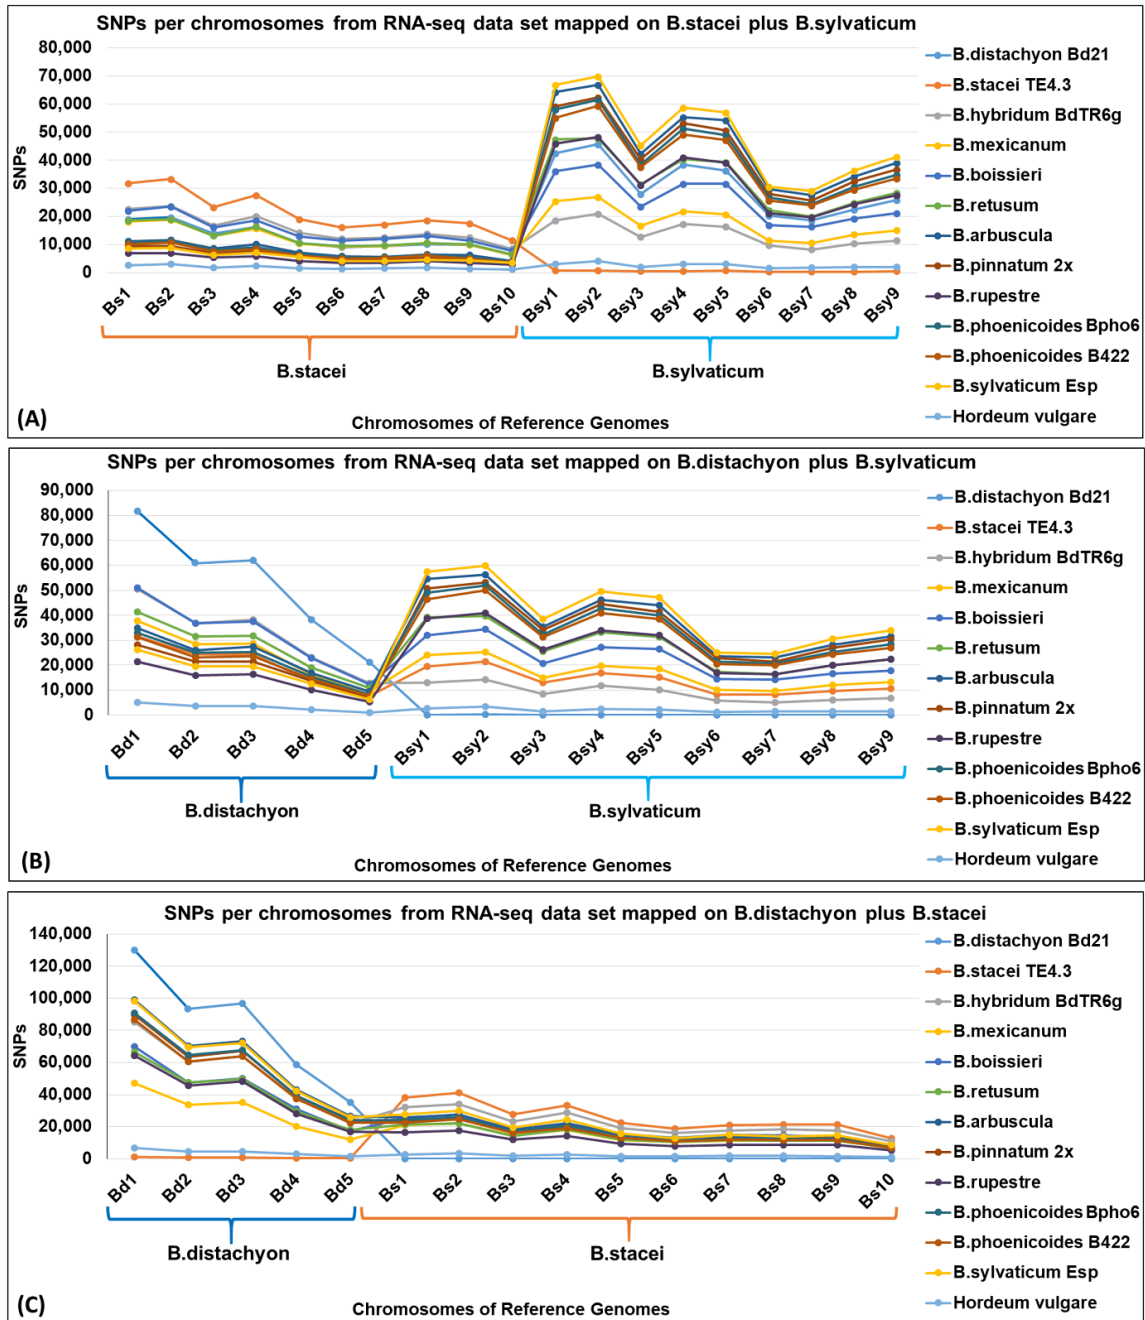 SNPs per chromosomes from RNA-seq data set mapped on B.stacei plus B.sylvaticum
80,000
70,000
60,000
50,000
40,000
30,000
20,000
10,000
0
SNPs
Bs1 Bs2 Bs3 Bs4 Bs5 Bs6 Bs7 Bs8 Bs9 Bs10 Bsy1 Bsy2 Bsy3 Bsy4 Bsy5 Bsy6 Bsy7 Bsy8 Bsy9
B.stacei B.sylvaticum
(A)
Chromosomes of Reference Genomes
B.distachyon Bd21
B.stacei TE4.3
B.hybridum BdTR6g
B.mexicanum
B.boissieri
B.retusum
B.arbuscula
B.pinnatum 2x
B.rupestre
B.phoenicoides Bpho6
B.phoenicoides B422
B.sylvaticum Esp
Hordeum vulgare
SNPs per chromosomes from RNA-seq data set mapped on B.distachyon plus B.sylvaticum
90,000
80,000
70,000
60,000
50,000
40,000
30,000
20,000
10,000
0
SNPs
Bd1 Bd2 Bd3 Bd4 Bd5 Bsy1 Bsy2 Bsy3 Bsy4 Bsy5 Bsy6 Bsy7 Bsy8 Bsy9
B.distachyon B.sylvaticum
(B)
Chromosomes of Reference Genomes
B.distachyon Bd21
B.stacei TE4.3
B.hybridum BdTR6g
B.mexicanum
B.boissieri
B.retusum
B.arbuscula
B.pinnatum 2x
B.rupestre
B.phoenicoides Bpho6
B.phoenicoides B422
B.sylvaticum Esp
Hordeum vulgare
SNPs per chromosomes from RNA-seq data set mapped on B.distachyon plus B.stacei
140,000
120,000
100,000
80,000
60,000
40,000
20,000
0
SNPs
Bd1 Bd2 Bd3 Bd4 Bd5 Bs1 Bs2 Bs3 Bs4 Bs5 Bs6 Bs7 Bs8 Bs9 Bs10
B.distachyon B.stacei
(C)
Chromosomes of Reference Genomes
B.distachyon Bd21
B.stacei TE4.3
B.hybridum BdTR6g
B.mexicanum
B.boissieri
B.retusum
B.arbuscula
B.pinnatum 2x
B.rupestre
B.phoenicoides Bpho6
B.phoenicoides B422
B.sylvaticum Esp
Hordeum vulgare